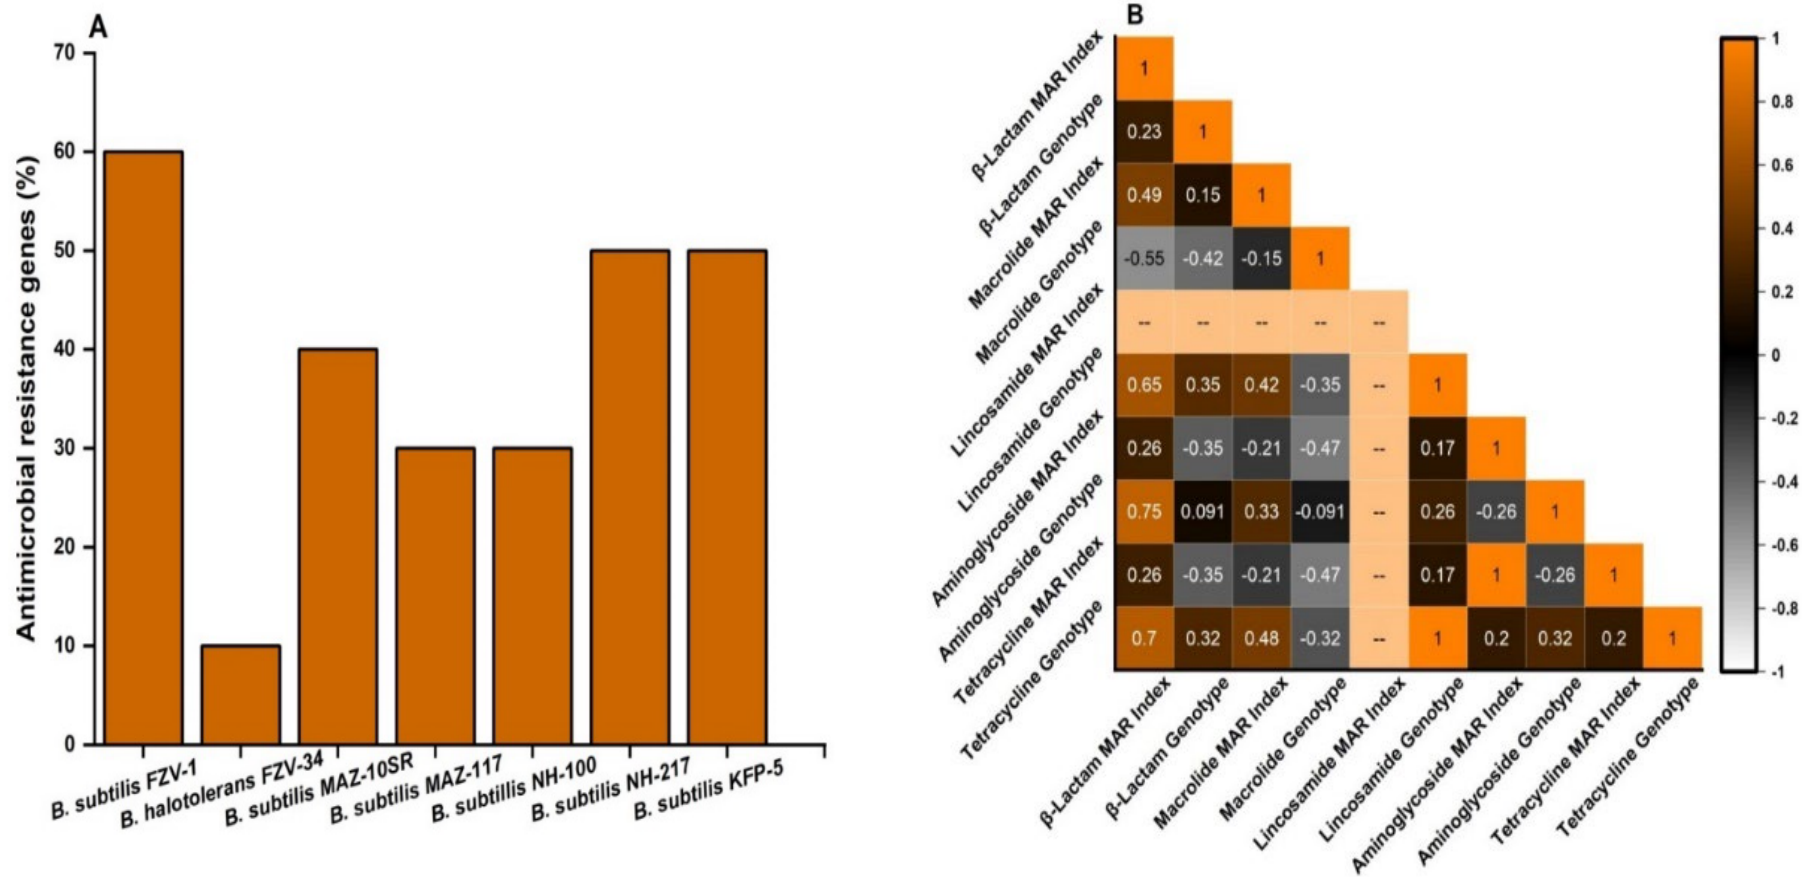 A
Antimicrobial resistance genes (%)
70
60
50
40
30
20
10
0
B. subtilis FZV-1
B. halotolerans FZV-34
B. subtilis MAZ-10SR
B. subtilis MAZ-117
B. subtillis NH-100
B. subtilis NH-217
B. subtilis KFP-5
B
β-Lactam MAR Index 1
β-Lactam Genotype 0.23 1
Macrolide MAR Index 0.49 0.15 1
Macrolide Genotype -0.55 -0.42 -0.15 1
Lincosamide MAR Index -- -- -- -- --
Lincosamide Genotype 0.65 0.35 0.42 -0.35 -- 1
Aminoglycoside MAR Index 0.26 -0.35 -0.21 -0.47 -- 0.17 1
Aminoglycoside Genotype 0.75 0.091 0.33 -0.091 -- 0.26 -0.26 1
Tetracycline MAR Index 0.26 -0.35 -0.21 -0.47 -- 0.17 1 -0.26 1
Tetracycline Genotype 0.7 0.32 0.48 -0.32 -- 1 0.2 0.32 0.2 1
β-Lactam MAR Index
β-Lactam Genotype
Macrolide MAR Index
Macrolide Genotype
Lincosamide MAR Index
Lincosamide Genotype
Aminoglycoside MAR Index
Aminoglycoside Genotype
Tetracycline MAR Index
Tetracycline Genotype
1
0.8
0.6
0.4
0.2
0
-0.2
-0.4
-0.6
-0.8
-1